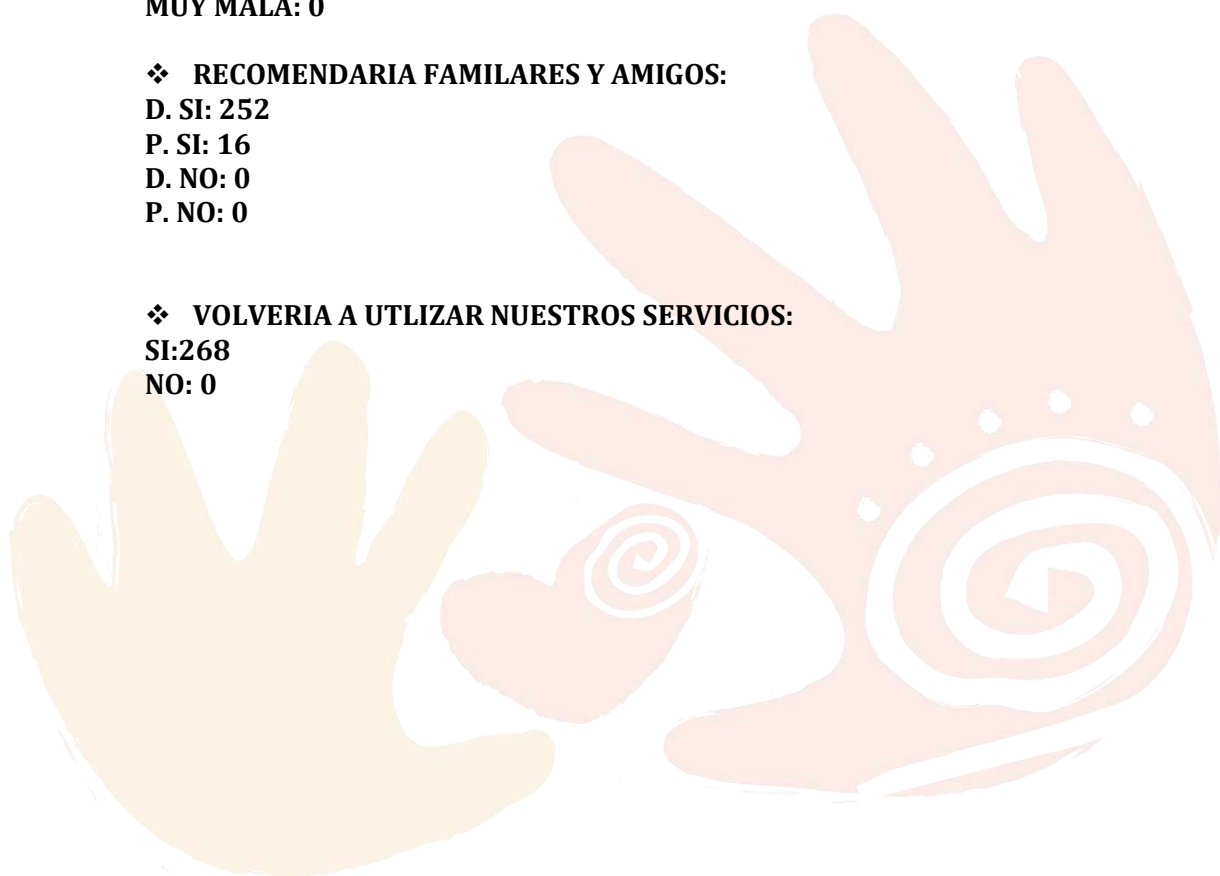 MUY MALA: 0
❖ RECOMENDARIA FAMILARES Y AMIGOS:
D. SI: 252
P. SI: 16
D. NO: 0
P. NO: 0
❖ VOLVERIA A UTLIZAR NUESTROS SERVICIOS:
SI:268
NO: 0